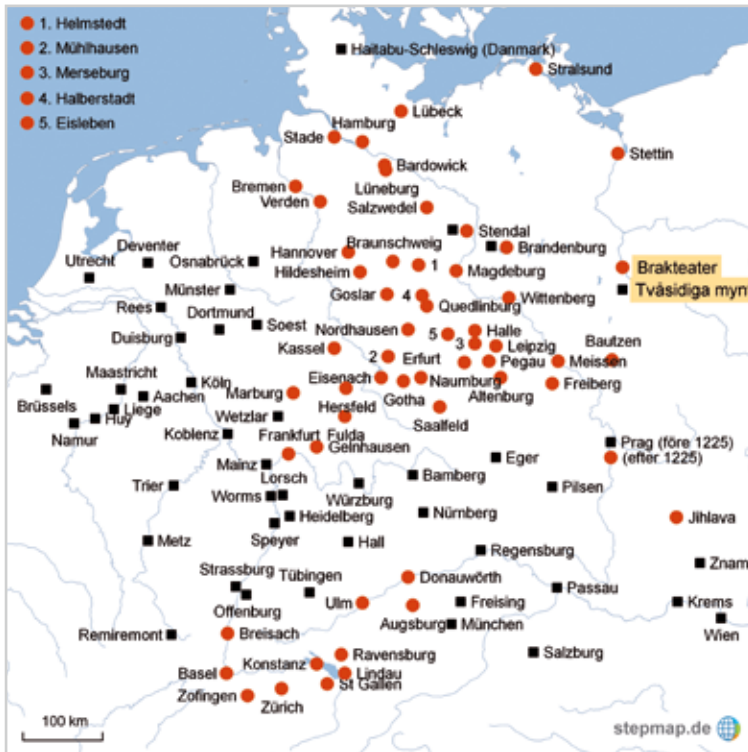 1. Helmstedt
2. Mühlhausen
3. Merseburg
4. Halberstadt
5. Eisleben
Haitabu-Schleswig (Danmark)
Stralsund
Lübeck
Hamburg
Stade
Bardowick
Stettin
Lüneburg
Bremen
Verden
Salzwedel
Stendal
Hannover
Braunschweig
Brandenburg
Deventer
Utrecht
Osnabrück
1
Hildesheim
Magdeburg
Brakteater
Münster
Goslar
4
Wittenberg
Tvåsidiga mynt
Rees
Quedlinburg
Dortmund
Soest
Nordhausen
5
Halle
Duisburg
3
Leipzig
Bautzen
Kassel
2
Erfurt
Pegau
Meissen
Maastricht
Köln
Eisenach
Naumburg
Freiberg
Brüssels
Aachen
Marburg
Gotha
Altenburg
Liege
Huy
Wetzlar
Hersfeld
Saalfeld
Namur
Koblenz
Frankfurt
Fulda
Prag (före 1225)
Gelnhausen
(efter 1225)
Mainz
Eger
Lorsch
Bamberg
Trier
Worms
Würzburg
Pilsen
Heidelberg
Nürnberg
Jihlava
Speyer
Metz
Hall
Regensburg
Znam
Strassburg
Tübingen
Donauwörth
Passau
Offenburg
Ulm
Freising
Krems
Augsburg
München
Wien
Remiremont
Breisach
Ravensburg
Salzburg
Konstanz
Basel
Lindau
St Gallen
Zofingen
Zürich
100 km
stepmap.de